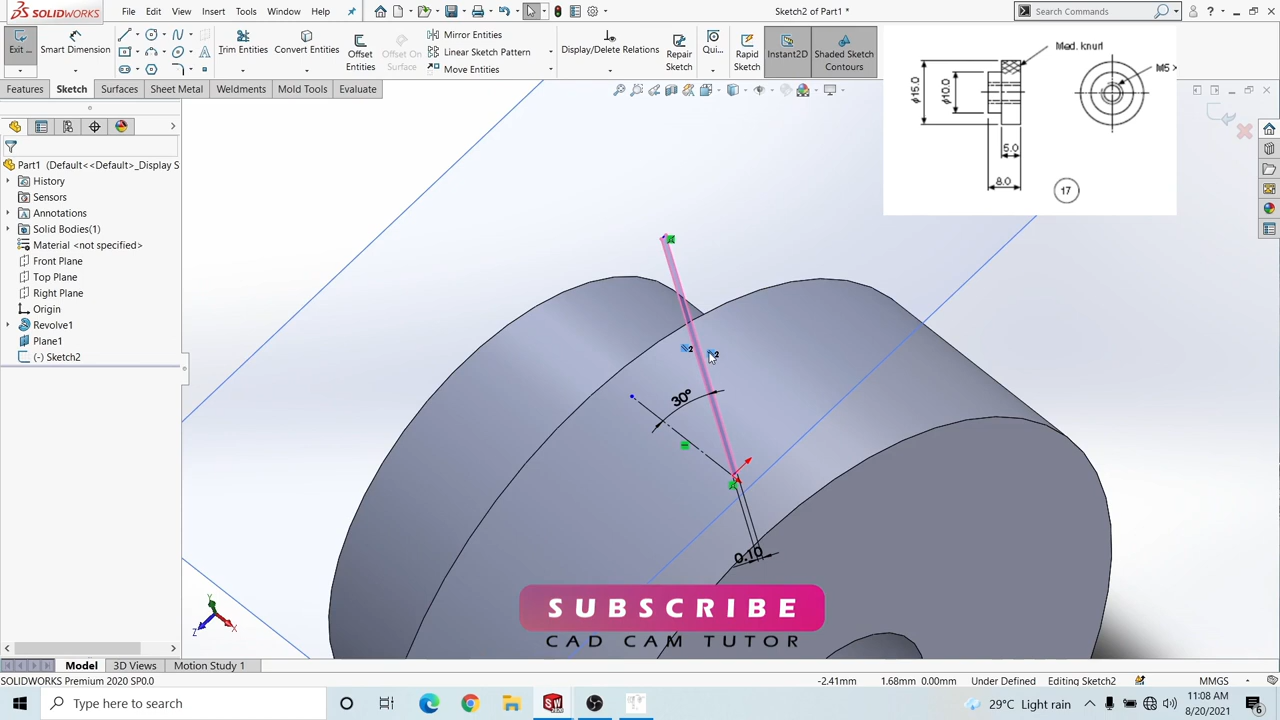 SOLIDWORKS
File Edit View Insert Tools Window Help
Sketch2 of Part1 *
Search Commands
Exit ...
Smart Dimension
Trim Entities
Convert Entities
Offset Entities
Offset On Surface
Mirror Entities
Linear Sketch Pattern
Move Entities
Display/Delete Relations
Repair Sketch
Qui...
Rapid Sketch
Instant2D
Shaded Sketch Contours
Features Sketch Surfaces Sheet Metal Weldments Mold Tools Evaluate
Med. knurl
M5
ϕ15.0
ϕ10.0
5.0
8.0
17
Part1 (Default<<Default>_Display S
History
Sensors
Annotations
Solid Bodies(1)
Material <not specified>
Front Plane
Top Plane
Right Plane
Origin
Revolve1
Plane1
(-) Sketch2
30°
0.10
2
2
Y
X
Z
SUBSCRIBE
CAD CAM TUTOR
Model 3D Views Motion Study 1
SOLIDWORKS Premium 2020 SP0.0
-2.41mm 1.68mm 0.00mm Under Defined Editing Sketch2 MMGS
Type here to search
29°C Light rain
11:08 AM
8/20/2021
6